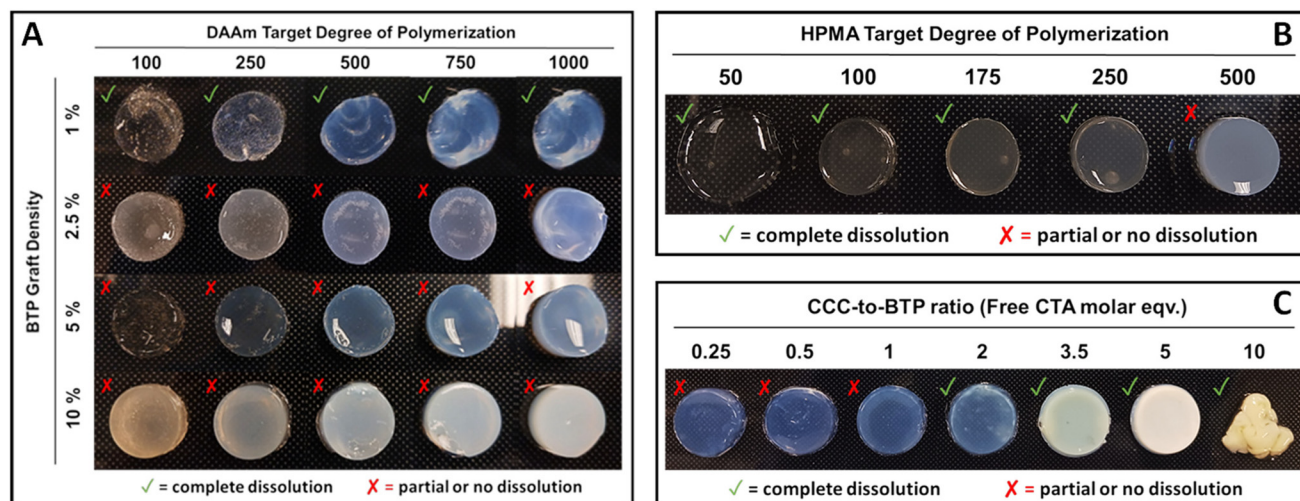 A
DAAm Target Degree of Polymerization
100 250 500 750 1000
BTP Graft Density
1 %
✓ ✓ ✓ ✓ ✓
2.5 %
✗ ✗ ✗ ✗ ✗
5 %
✗ ✗ ✗ ✗ ✗
10 %
✗ ✗ ✗ ✗ ✗
✓ = complete dissolution ✗ = partial or no dissolution
B
HPMA Target Degree of Polymerization
50 100 175 250 500
✓ ✓ ✓ ✓ ✗
✓ = complete dissolution ✗ = partial or no dissolution
C
CCC-to-BTP ratio (Free CTA molar eqv.)
0.25 0.5 1 2 3.5 5 10
✗ ✗ ✗ ✓ ✓ ✓ ✓
✓ = complete dissolution ✗ = partial or no dissolution